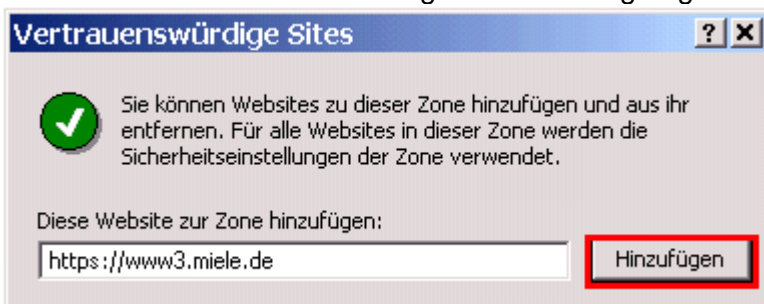 Vertrauenswürdige Sites
Sie können Websites zu dieser Zone hinzufügen und aus ihr
entfernen. Für alle Websites in dieser Zone werden die
Sicherheitseinstellungen der Zone verwendet.
Diese Website zur Zone hinzufügen:
https://www3.miele.de Hinzufügen